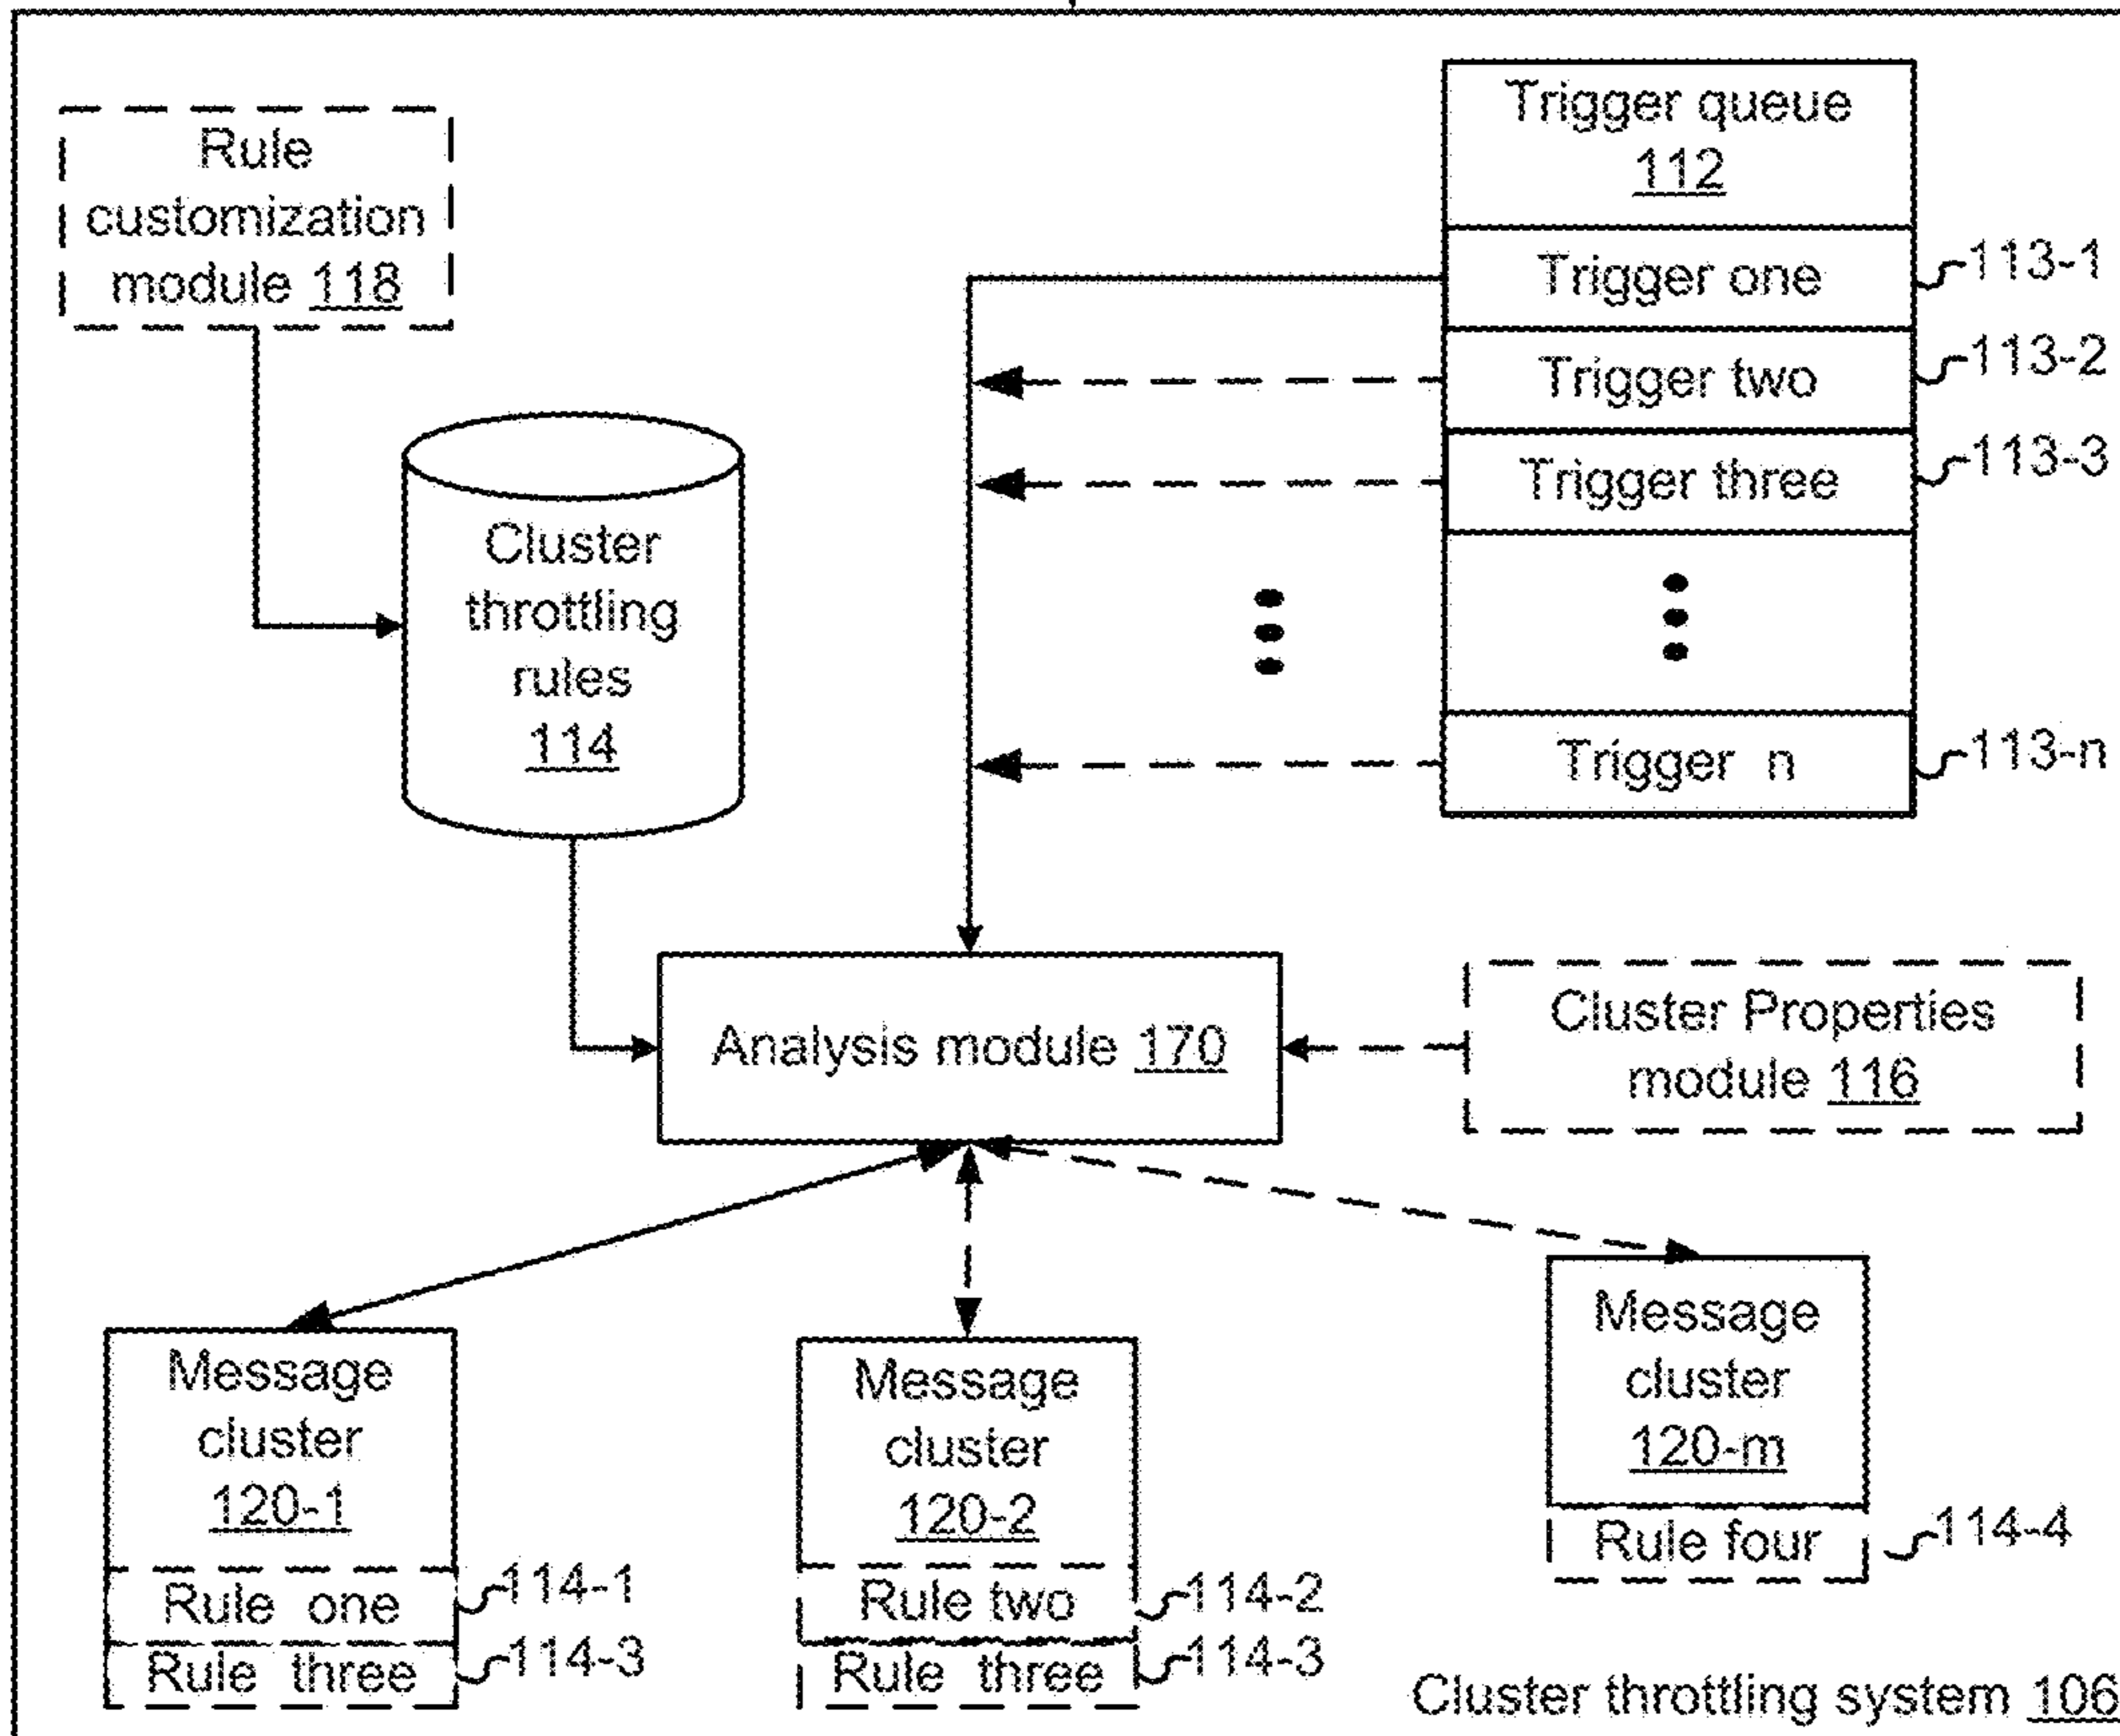 Rule
customization
module 118
Trigger queue
112
Trigger one
113-1
Trigger two
113-2
Trigger three
113-3
Trigger n
113-n
Cluster
throttling
rules
114
Analysis module 170
Cluster Properties
module 116
Message
cluster
120-1
Rule one
114-1
Rule three
114-3
Message
cluster
120-2
Rule two
114-2
Rule three
114-3
Message
cluster
120-m
Rule four
114-4
Cluster throttling system 106